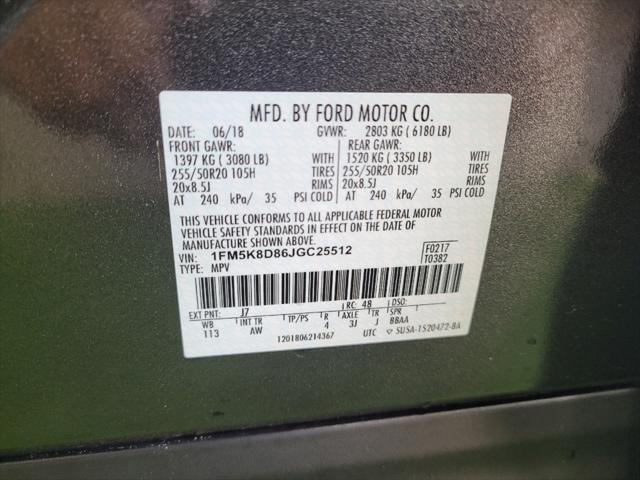 MFD. BY FORD MOTOR CO.
DATE: 06/18 GVWR: 2803 KG ( 6180 LB)
FRONT GAWR: REAR GAWR:
1397 KG ( 3080 LB) WITH 1520 KG ( 3350 LB) WITH
255/50R20 105H TIRES 255/50R20 105H TIRES
20x8.5J RIMS 20x8.5J RIMS
AT 240 kPa/ 35 PSI COLD AT 240 kPa/ 35 PSI COLD
THIS VEHICLE CONFORMS TO ALL APPLICABLE FEDERAL MOTOR
VEHICLE SAFETY STANDARDS IN EFFECT ON THE DATE OF
MANUFACTURE SHOWN ABOVE.
VIN: 1FM5K8D86JGC25512 F0217
TYPE: MPV T0382
EXT PNT: J7 RC: 48 DSO:
WB INT TR TP/PS R AXLE TR SPR
113 AW 4 3J J 8BAA
1201806214367 UTC ▽ 5U5A-1520472-BA